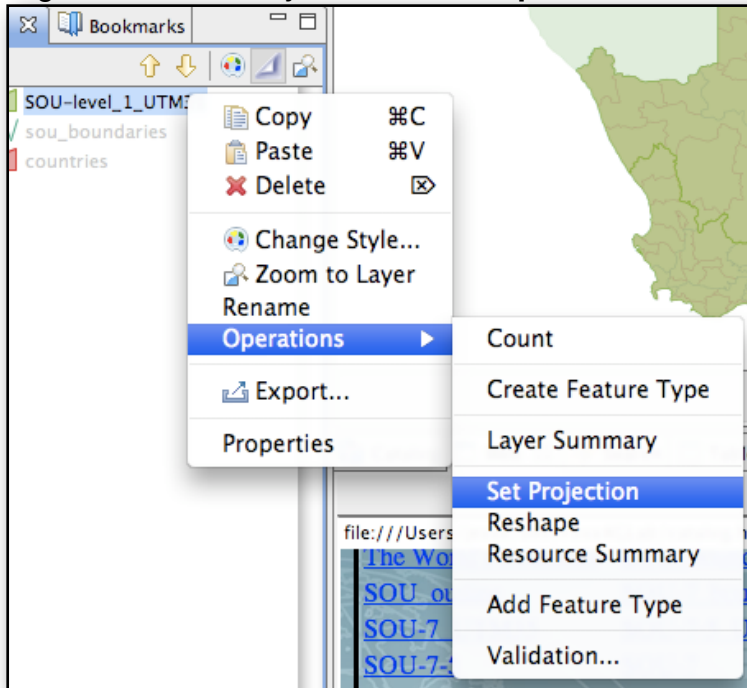 Bookmarks
SOU-level_1_UTM3
sou_boundaries
countries
Copy ⌘C
Paste ⌘V
Delete ⌦
Change Style...
Zoom to Layer
Rename
Operations ▶
Export...
Properties
Count
Create Feature Type
Layer Summary
Set Projection
Reshape
Resource Summary
Add Feature Type
Validation...
file:///Users
The Wor
SOU_ou
SOU-7
SOU-7-